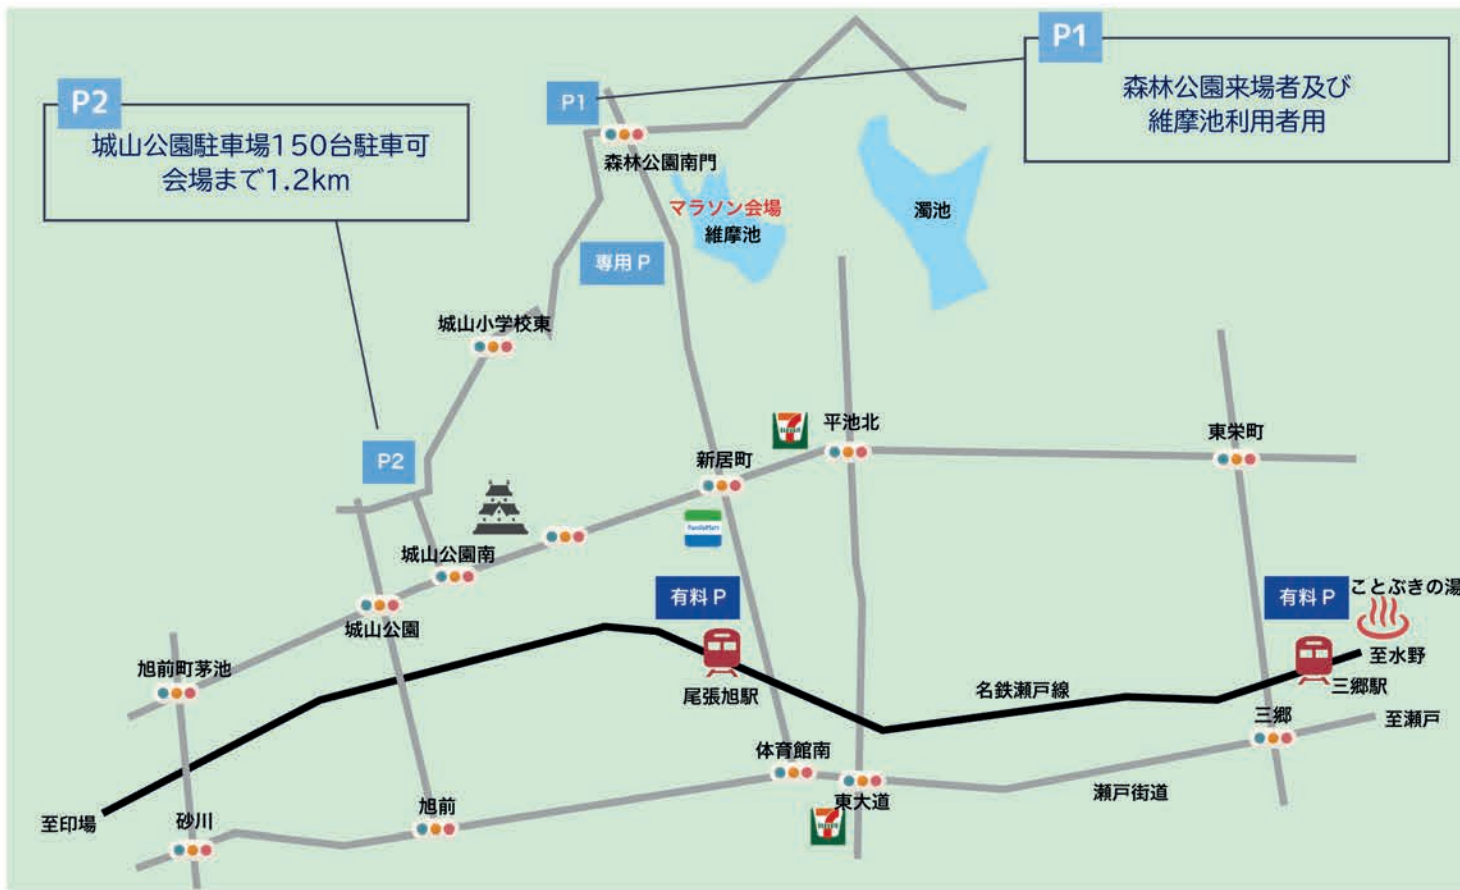 P1
森林公園来場者及び
維摩池利用者用
P2
城山公園駐車場150台駐車可
会場まで1.2km
P1
森林公園南門
マラソン会場
維摩池
濁池
専用 P
城山小学校東
平池北
東栄町
新居町
P2
FamilyMart
城山公園南
有料 P
有料 P
ことぶきの湯
城山公園
旭前町茅池
至水野
三郷駅
尾張旭駅
名鉄瀬戸線
三郷
至瀬戸
体育館南
瀬戸街道
東大道
旭前
砂川
至印場